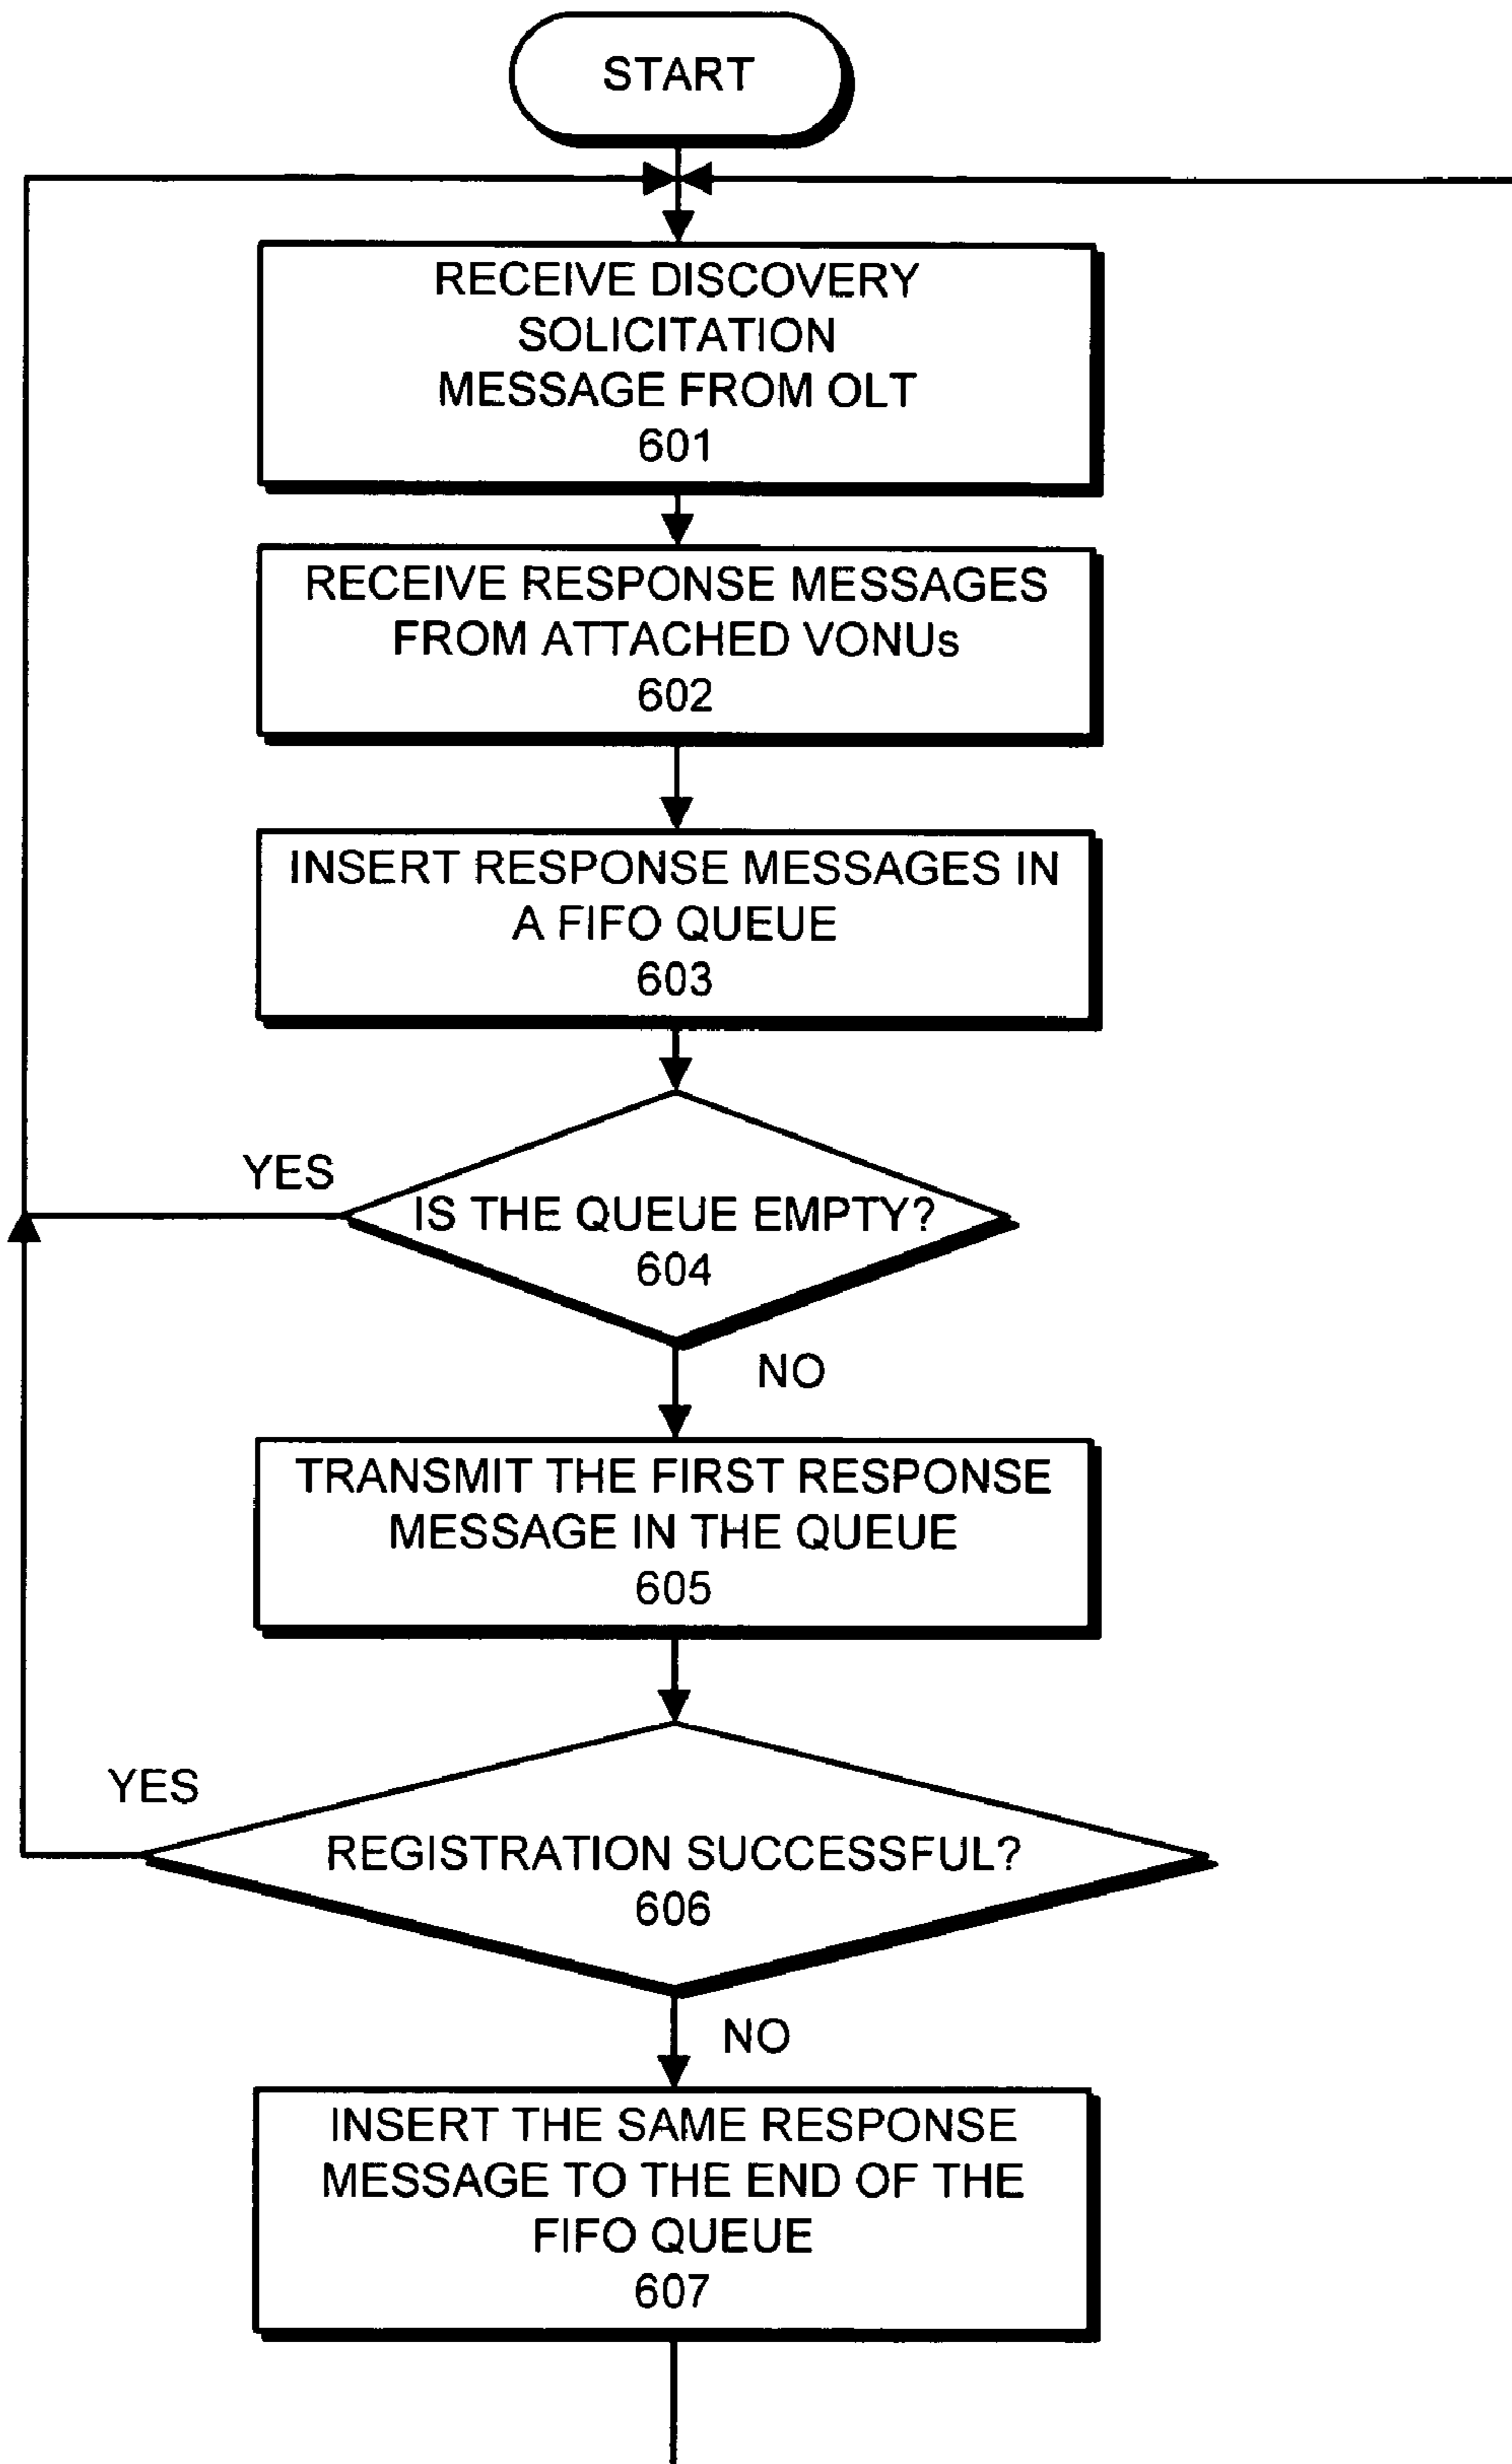 START
RECEIVE DISCOVERY
SOLICITATION
MESSAGE FROM OLT
601
RECEIVE RESPONSE MESSAGES
FROM ATTACHED VONUs
602
INSERT RESPONSE MESSAGES IN
A FIFO QUEUE
603
YES
IS THE QUEUE EMPTY?
604
NO
TRANSMIT THE FIRST RESPONSE
MESSAGE IN THE QUEUE
605
YES
REGISTRATION SUCCESSFUL?
606
NO
INSERT THE SAME RESPONSE
MESSAGE TO THE END OF THE
FIFO QUEUE
607